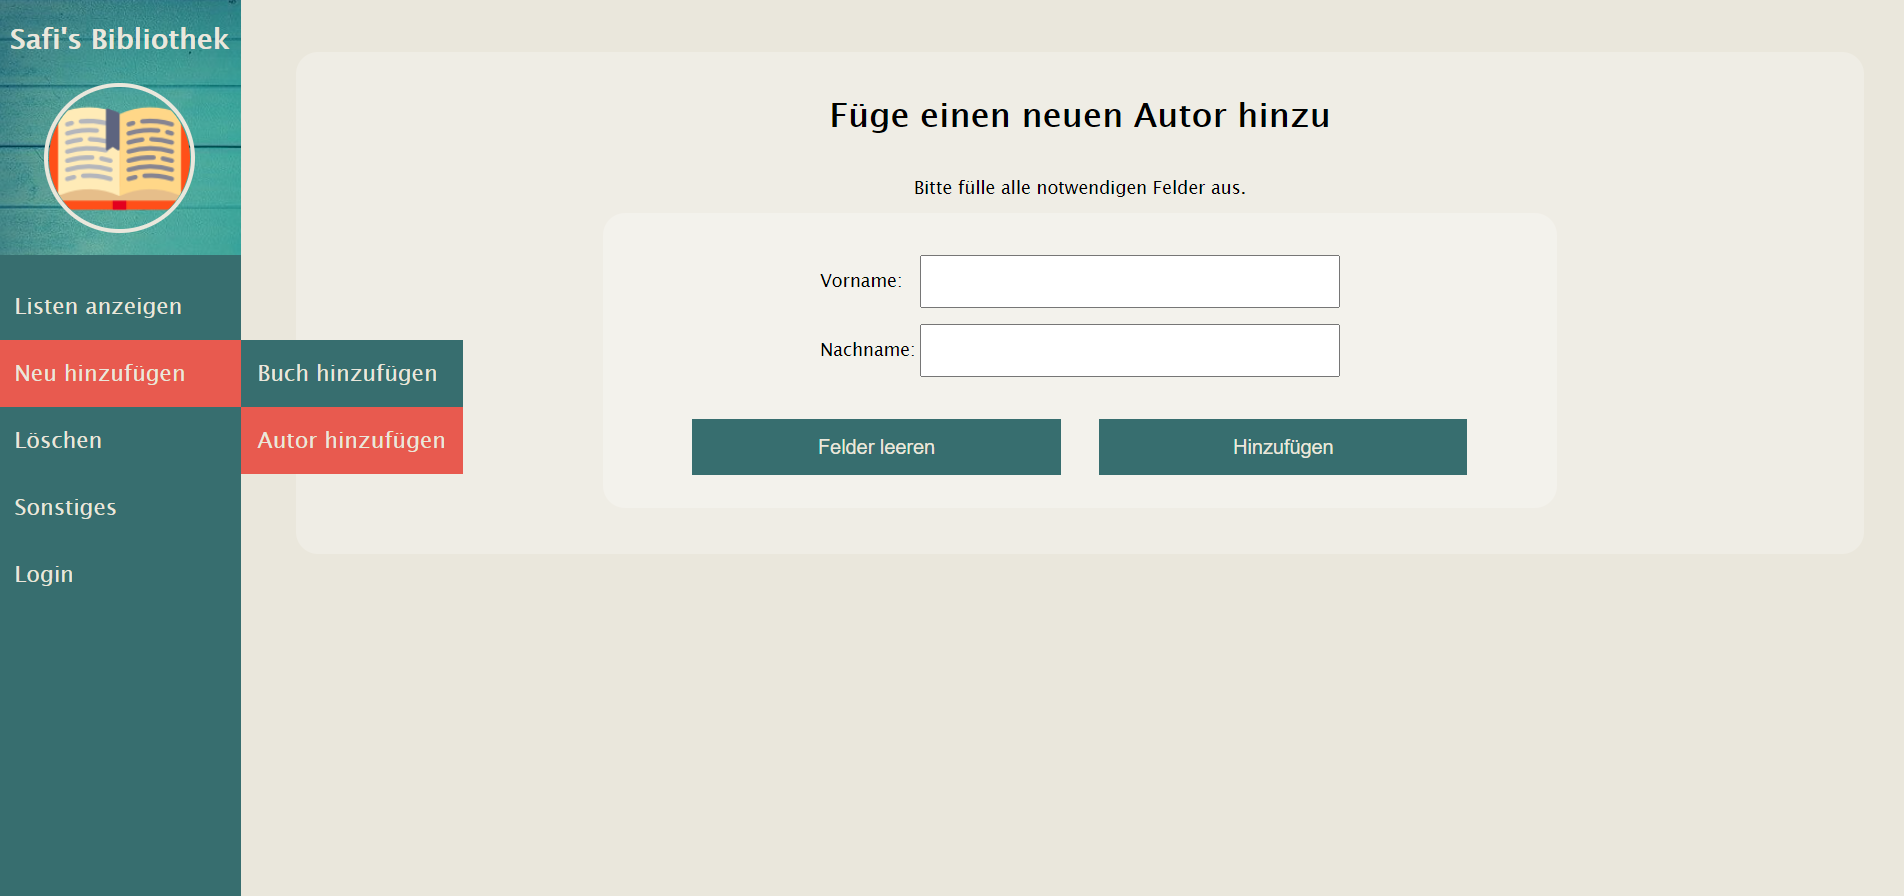 Safi's Bibliothek
Listen anzeigen
Neu hinzufügen
Buch hinzufügen
Autor hinzufügen
Löschen
Sonstiges
Login
Füge einen neuen Autor hinzu
Bitte fülle alle notwendigen Felder aus.
Vorname:
Nachname:
Felder leeren
Hinzufügen